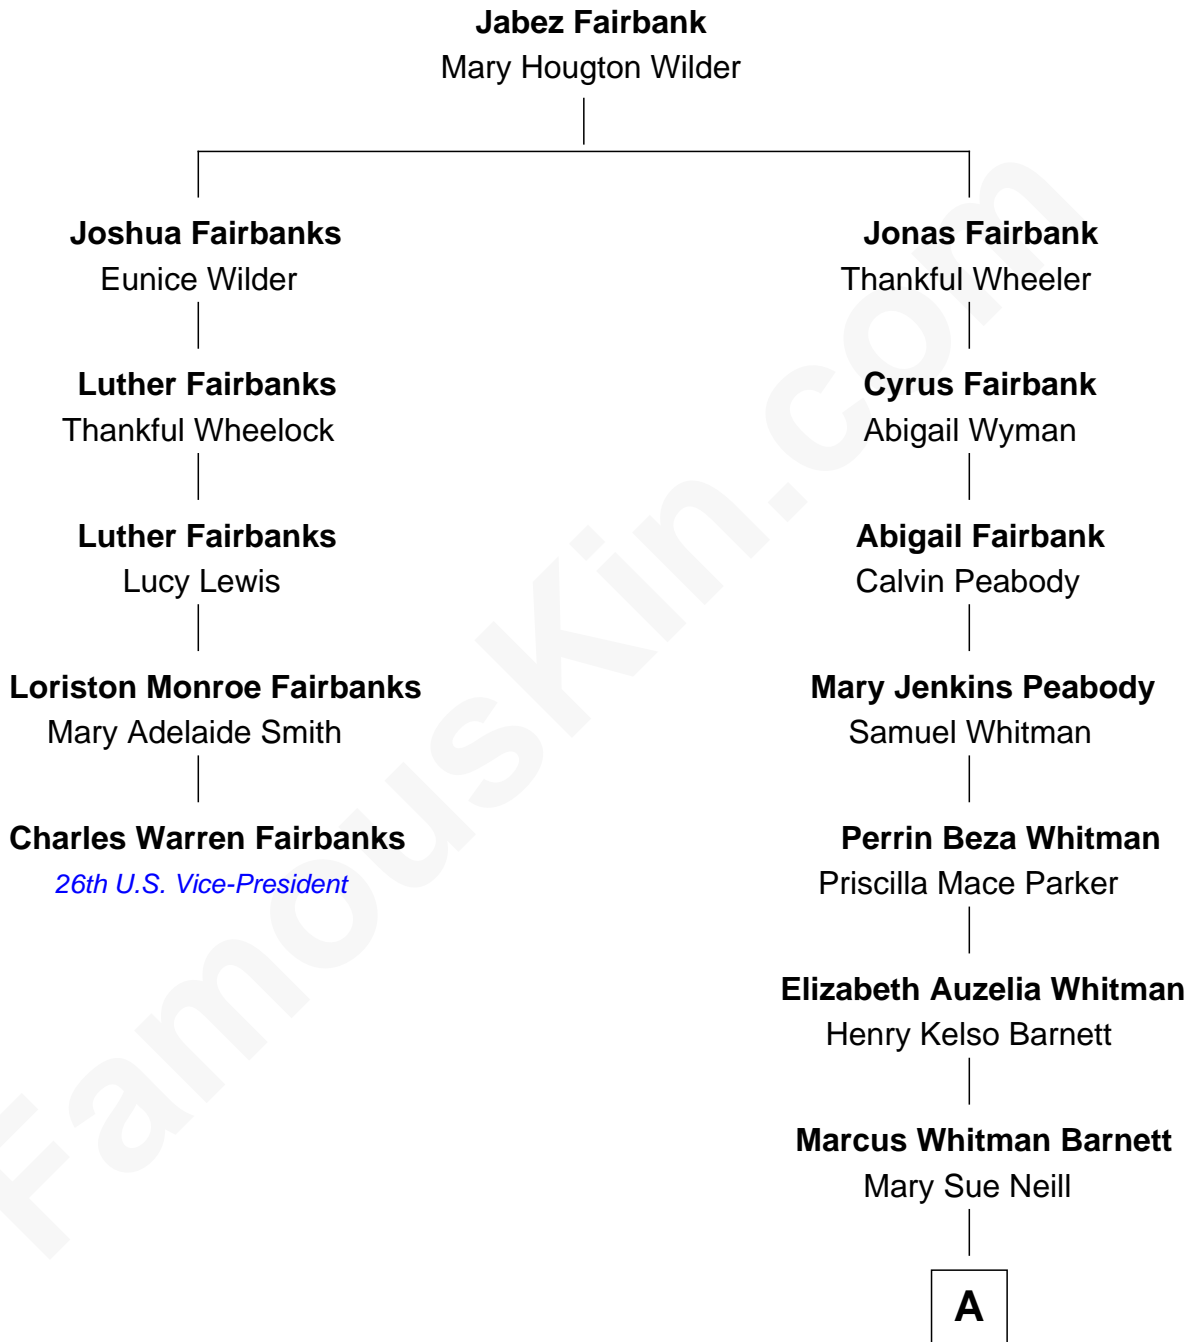 Jabez Fairbank
Mary Hougton Wilder
Joshua Fairbanks
Eunice Wilder
Jonas Fairbank
Thankful Wheeler
Luther Fairbanks
Thankful Wheelock
Cyrus Fairbank
Abigail Wyman
Luther Fairbanks
Lucy Lewis
Abigail Fairbank
Calvin Peabody
Loriston Monroe Fairbanks
Mary Adelaide Smith
Mary Jenkins Peabody
Samuel Whitman
Charles Warren Fairbanks
26th U.S. Vice-President
Perrin Beza Whitman
Priscilla Mace Parker
Elizabeth Auzelia Whitman
Henry Kelso Barnett
Marcus Whitman Barnett
Mary Sue Neill
A
FamousKin.com